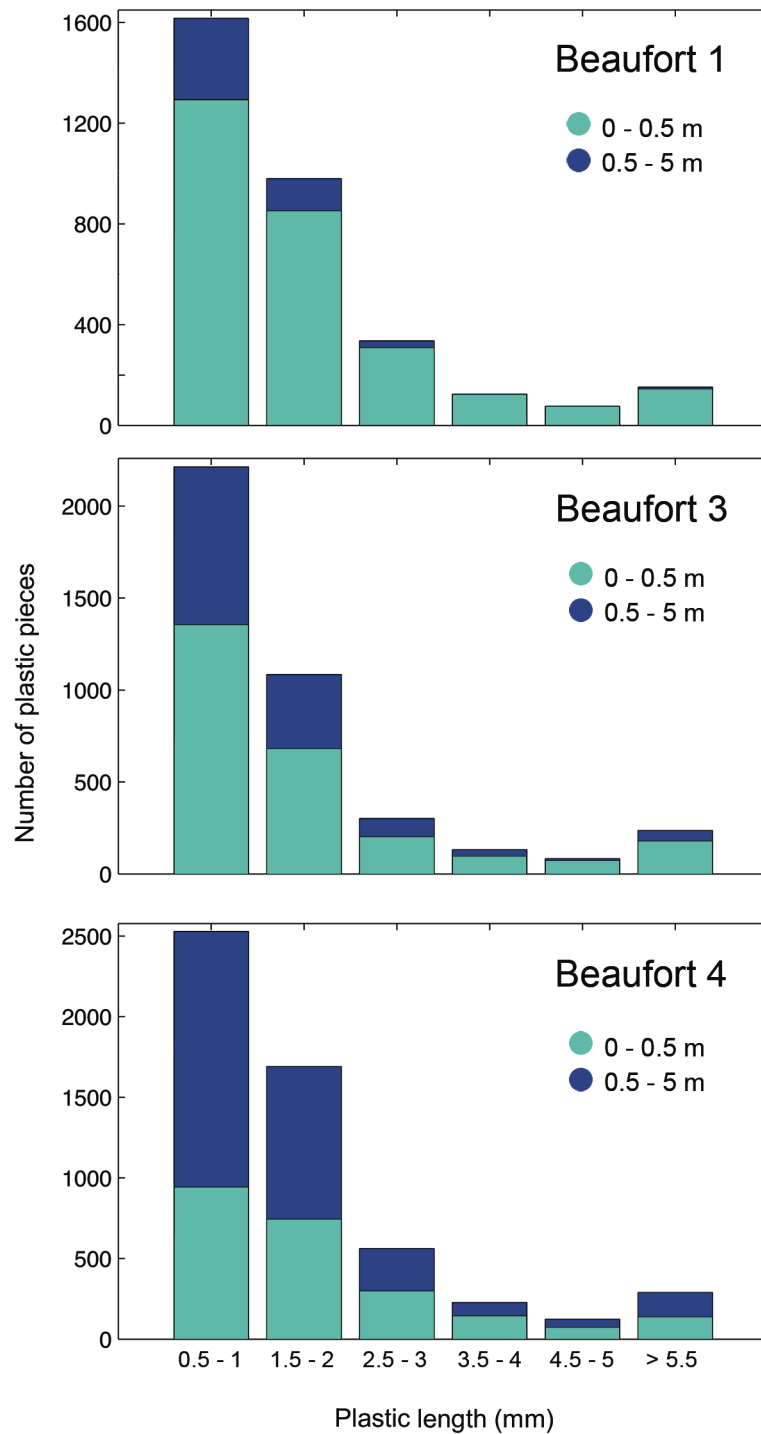 1600
1200
800
400
0
Beaufort 1
0 - 0.5 m
0.5 - 5 m
2000
1500
1000
500
0
Beaufort 3
0 - 0.5 m
0.5 - 5 m
Number of plastic pieces
2500
2000
1500
1000
500
0
Beaufort 4
0 - 0.5 m
0.5 - 5 m
0.5 - 1 1.5 - 2 2.5 - 3 3.5 - 4 4.5 - 5 > 5.5
Plastic length (mm)